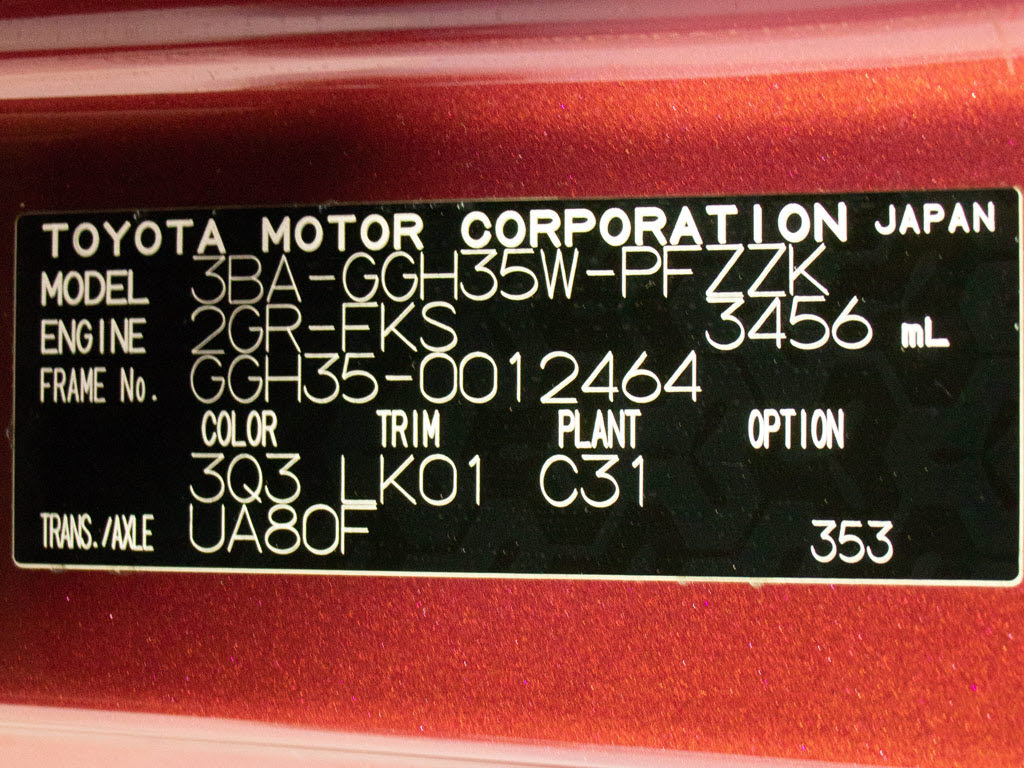 TOYOTA MOTOR CORPORATION JAPAN
MODEL 3BA-GGH35W-PFZZK
ENGINE 2GR-FKS 3456 mL
FRAME No. GGH35-0012464
COLOR TRIM PLANT OPTION
3Q3 LK01 C31
TRANS./AXLE UA80F 353